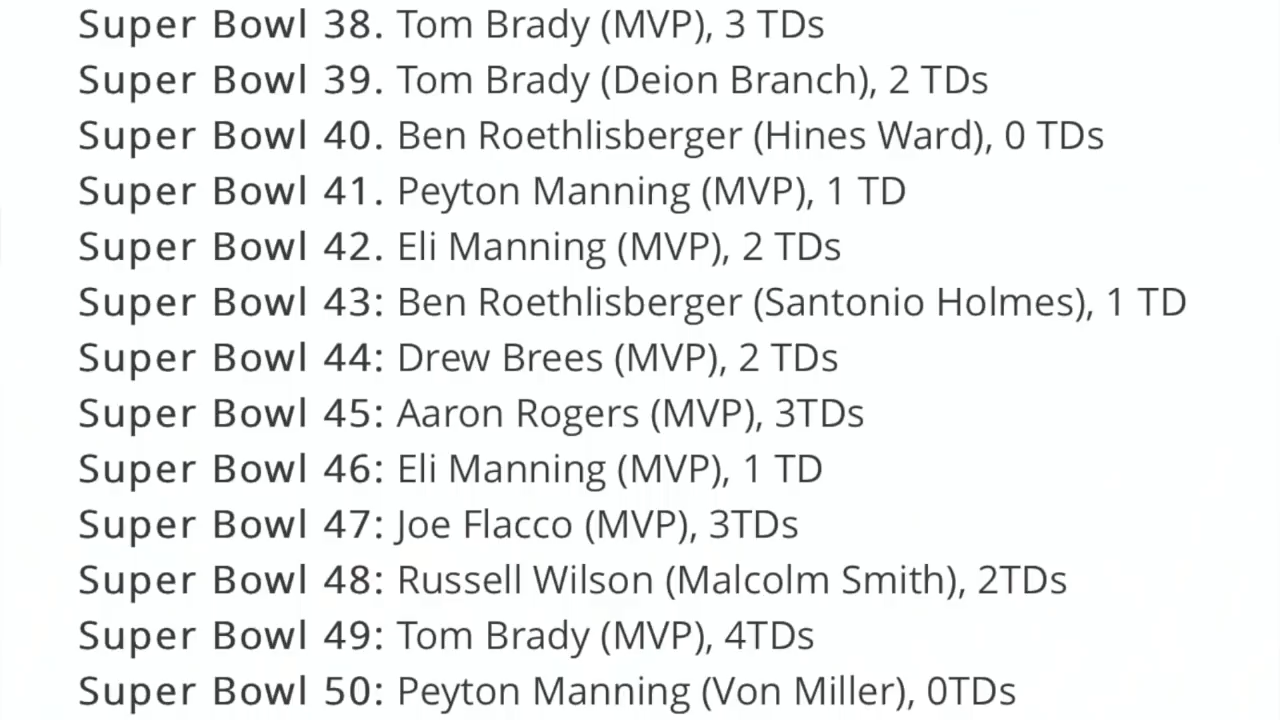 Super Bowl 38. Tom Brady (MVP), 3 TDs
Super Bowl 39. Tom Brady (Deion Branch), 2 TDs
Super Bowl 40. Ben Roethlisberger (Hines Ward), 0 TDs
Super Bowl 41. Peyton Manning (MVP), 1 TD
Super Bowl 42. Eli Manning (MVP), 2 TDs
Super Bowl 43: Ben Roethlisberger (Santonio Holmes), 1 TD
Super Bowl 44: Drew Brees (MVP), 2 TDs
Super Bowl 45: Aaron Rogers (MVP), 3TDs
Super Bowl 46: Eli Manning (MVP), 1 TD
Super Bowl 47: Joe Flacco (MVP), 3TDs
Super Bowl 48: Russell Wilson (Malcolm Smith), 2TDs
Super Bowl 49: Tom Brady (MVP), 4TDs
Super Bowl 50: Peyton Manning (Von Miller), 0TDs